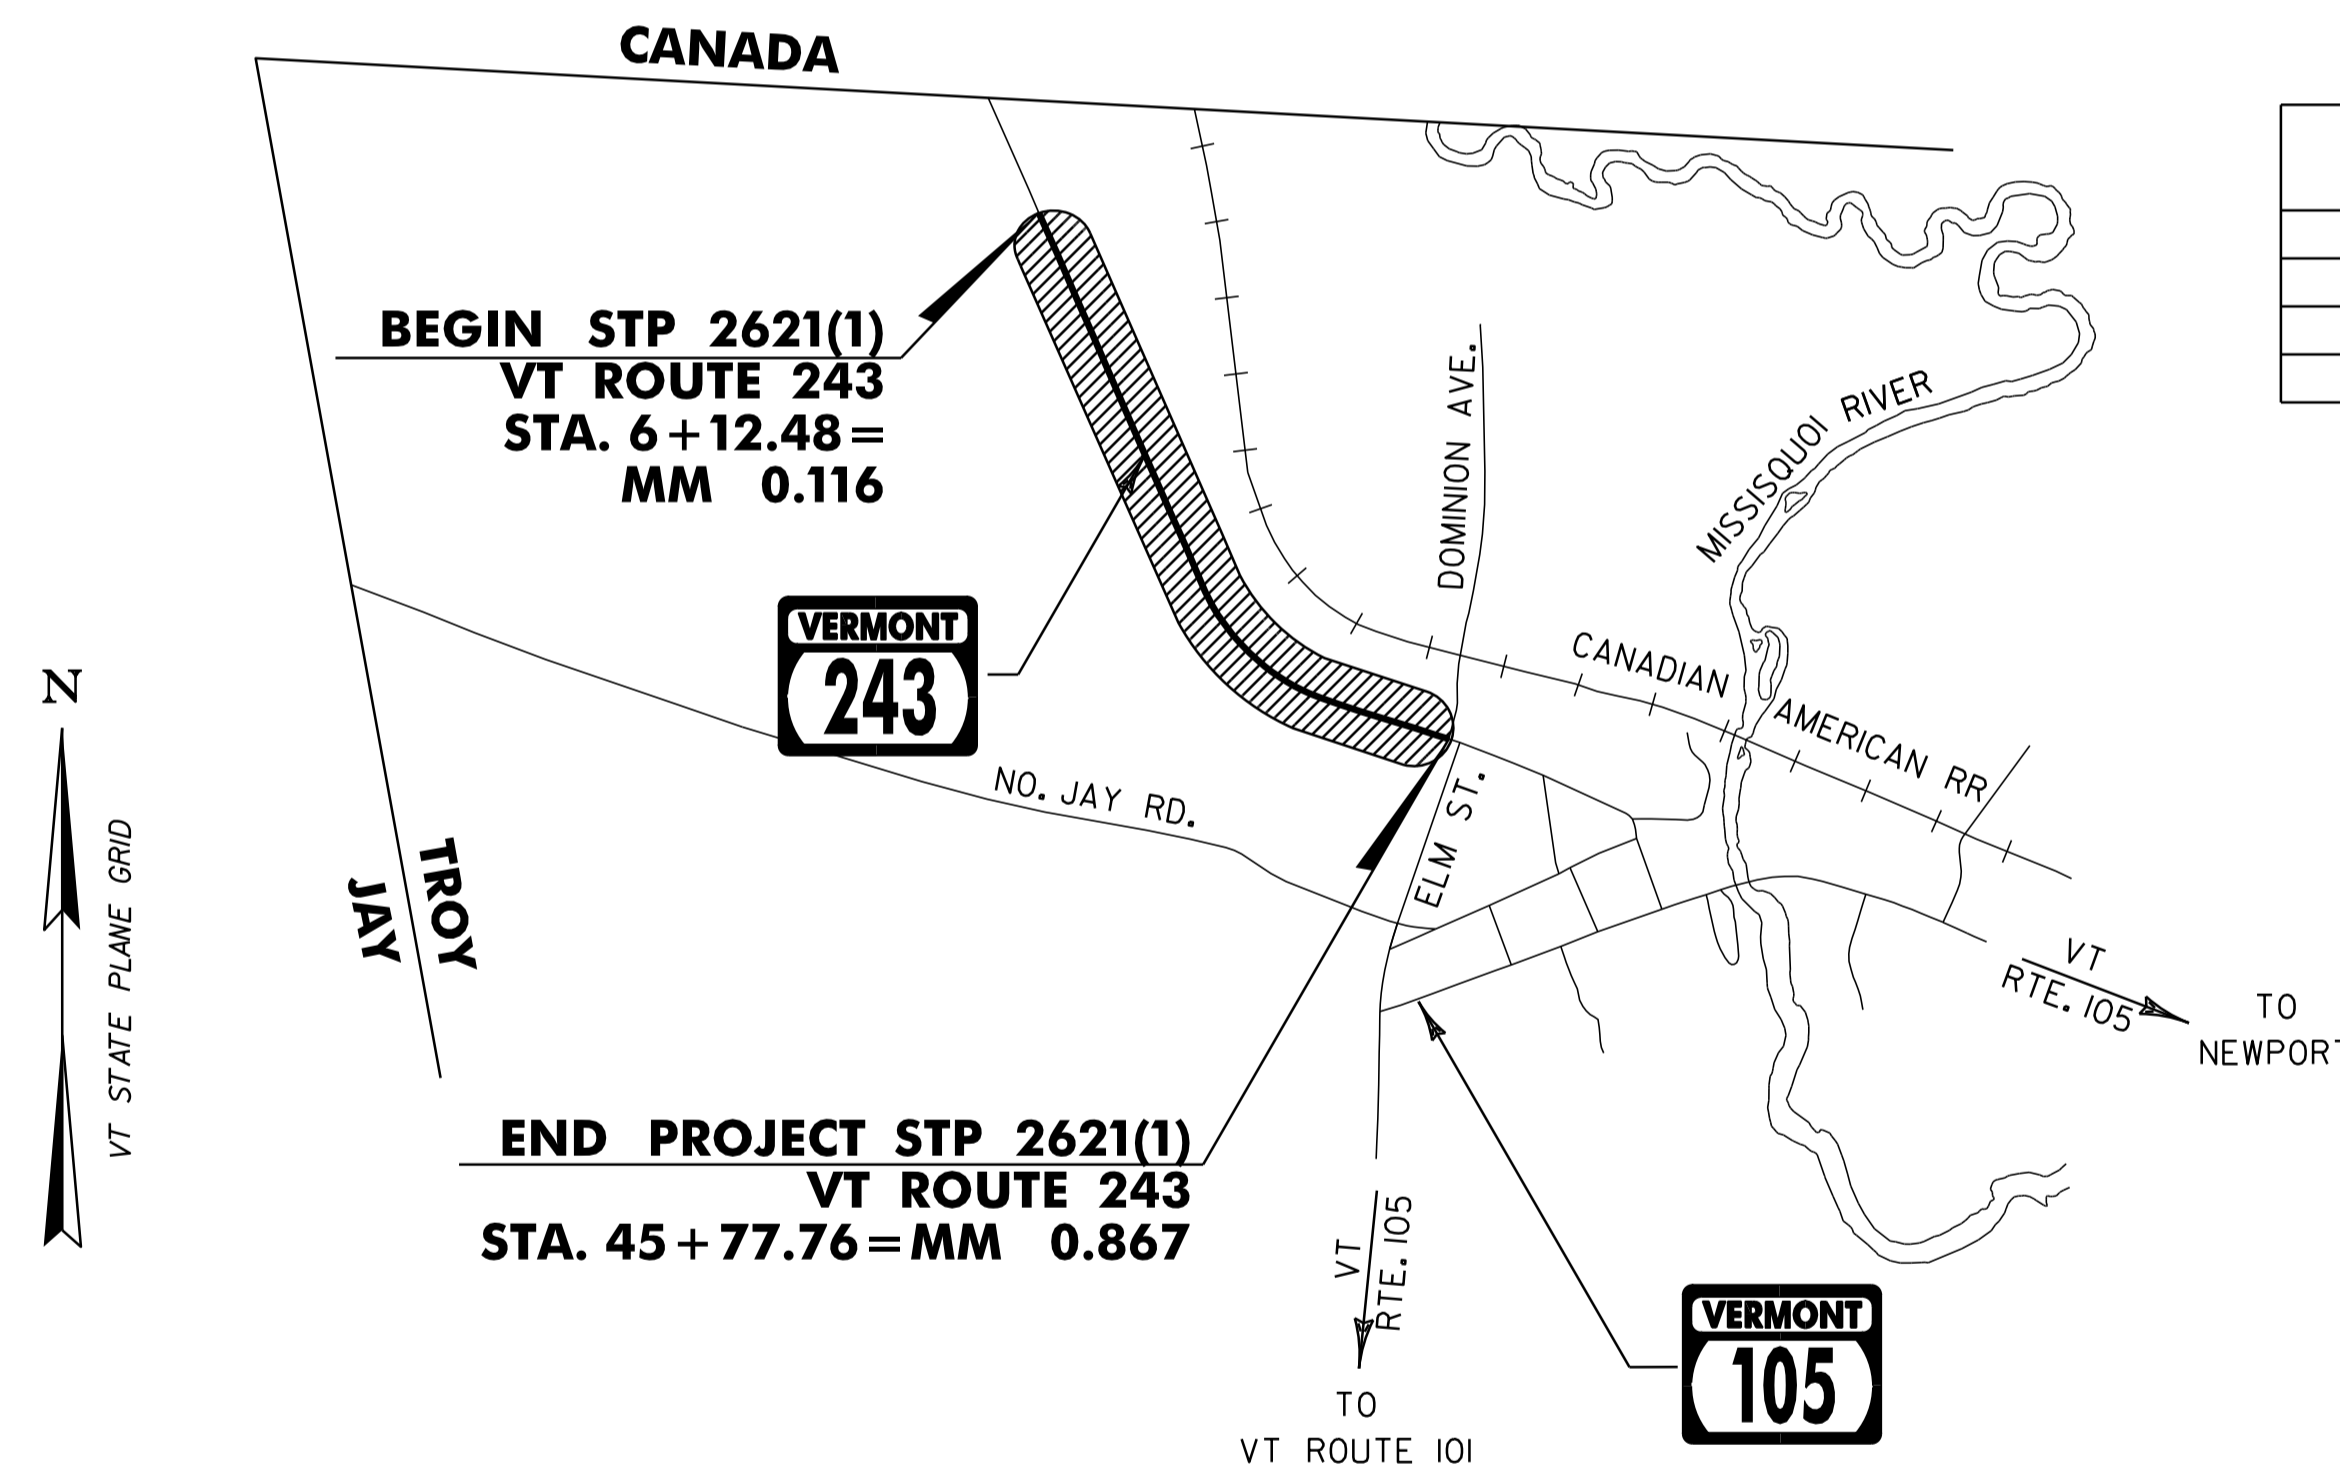 CANADA
BEGIN STP 2621(1)
VT ROUTE 243
STA. 6+12.48=
MM 0.116
DOMINION AVE.
MISSISQUOI RIVER
VERMONT
243
CANADIAN AMERICAN RR
N
VT STATE PLANE GRID
NO. JAY RD.
ELM ST.
TROY
JAY
VT
RTE. 105
TO
NEWPORT
END PROJECT STP 2621(1)
VT ROUTE 243
STA. 45+77.76=MM 0.867
VT
RTE. 105
TO
VT ROUTE 101
VERMONT
105